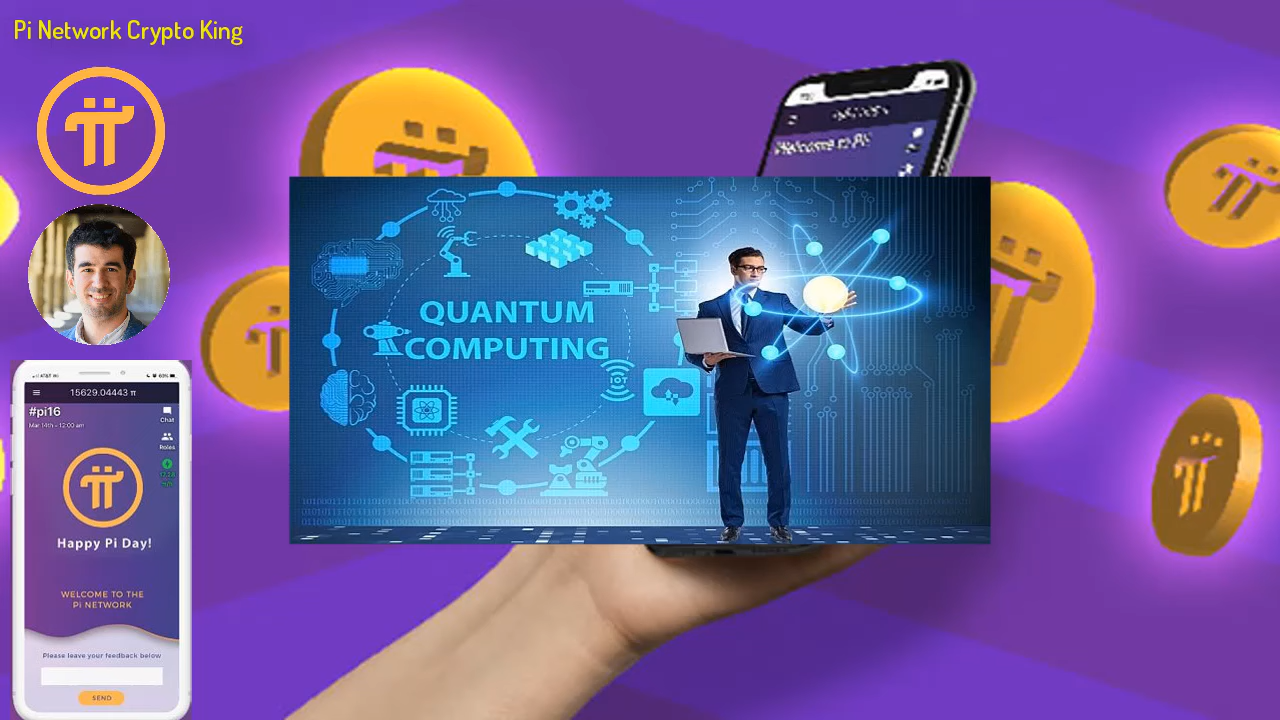 Pi Network Crypto King
Welcome to Pi!
QUANTUM
COMPUTING
IoT
15629.04443 π
#pi16
Mar 14th - 12:00 am
Chat
Roles
Happy Pi Day!
WELCOME TO THE
Pi NETWORK
Please leave your feedback below
SEND